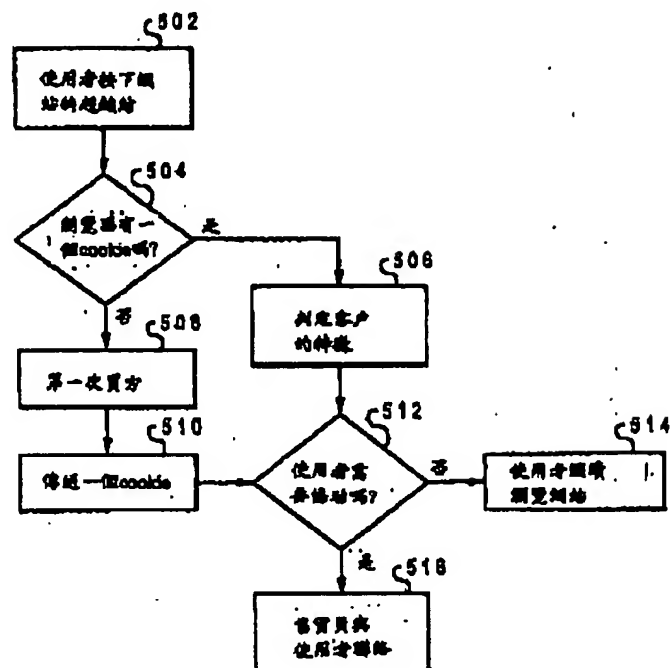 502
使用者按下網
站的超鏈結
504
瀏覽器有一
個cookie嗎?
是
506
判定客戶
的特徵
否
508
第一次買方
510
傳送一個cookie
512
使用者需
要協助嗎?
否
514
使用者繼續
瀏覽網站
是
516
售貨員與
使用者聯絡